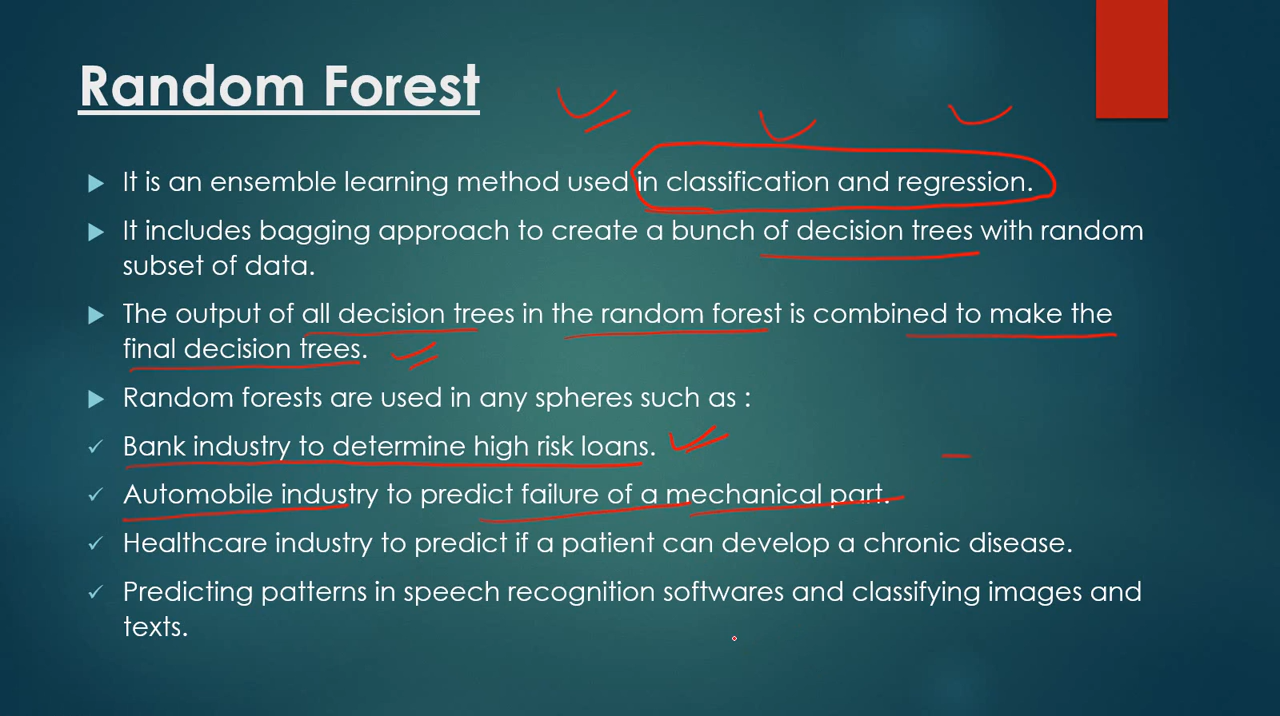 Random Forest
It is an ensemble learning method used in classification and regression.
It includes bagging approach to create a bunch of decision trees with random
subset of data.
The output of all decision trees in the random forest is combined to make the
final decision trees.
Random forests are used in any spheres such as :
Bank industry to determine high risk loans.
Automobile industry to predict failure of a mechanical part.
Healthcare industry to predict if a patient can develop a chronic disease.
Predicting patterns in speech recognition softwares and classifying images and
texts.